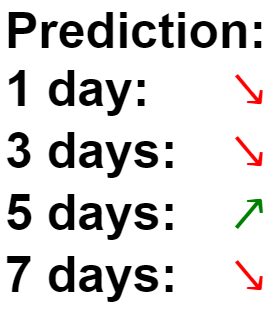 Prediction:
1 day: ↘
3 days: ↘
5 days: ↗
7 days: ↘